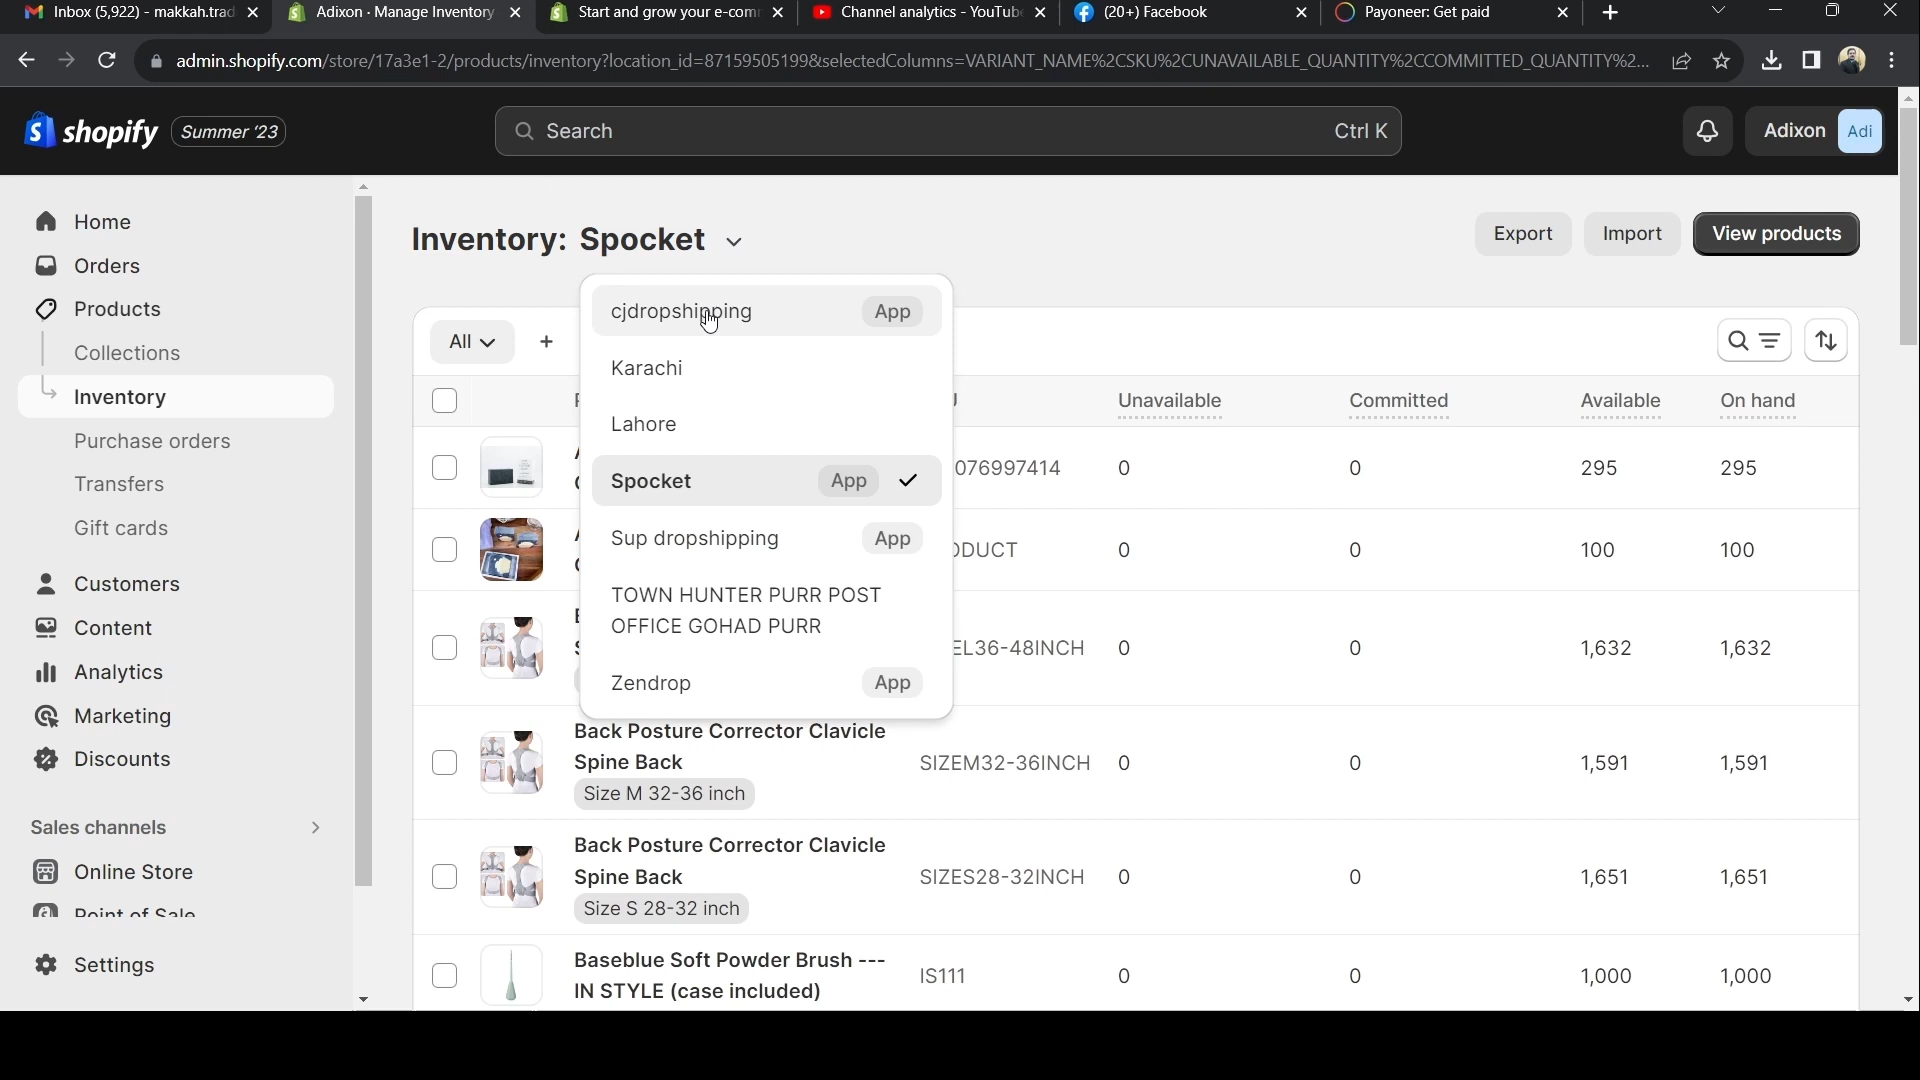 Inbox (5,922) - makkah.trad
Adixon · Manage Inventory
Start and grow your e-com
Channel analytics - YouTub
(20+) Facebook
Payoneer: Get paid
admin.shopify.com/store/17a3e1-2/products/inventory?location_id=87159505199&selectedColumns=VARIANT_NAME%2CSKU%2CUNAVAILABLE_QUANTITY%2CCOMMITTED_QUANTITY%2...
shopify
Summer '23
Search
Ctrl K
Adixon
Adi
Home
Orders
Products
Collections
Inventory
Purchase orders
Transfers
Gift cards
Customers
Content
Analytics
Marketing
Discounts
Sales channels
Online Store
Point of Sale
Settings
Inventory: Spocket
Export
Import
View products
All
cjdropshipping App
Karachi
Lahore
Spocket App
Sup dropshipping App
TOWN HUNTER PURR POST
OFFICE GOHAD PURR
Zendrop App
Unavailable Committed Available On hand
076997414 0 0 295 295
ODUCT 0 0 100 100
EL36-48INCH 0 0 1,632 1,632
Back Posture Corrector Clavicle
Spine Back
Size M 32-36 inch
SIZEM32-36INCH 0 0 1,591 1,591
Back Posture Corrector Clavicle
Spine Back
Size S 28-32 inch
SIZES28-32INCH 0 0 1,651 1,651
Baseblue Soft Powder Brush ---
IN STYLE (case included)
IS111 0 0 1,000 1,000